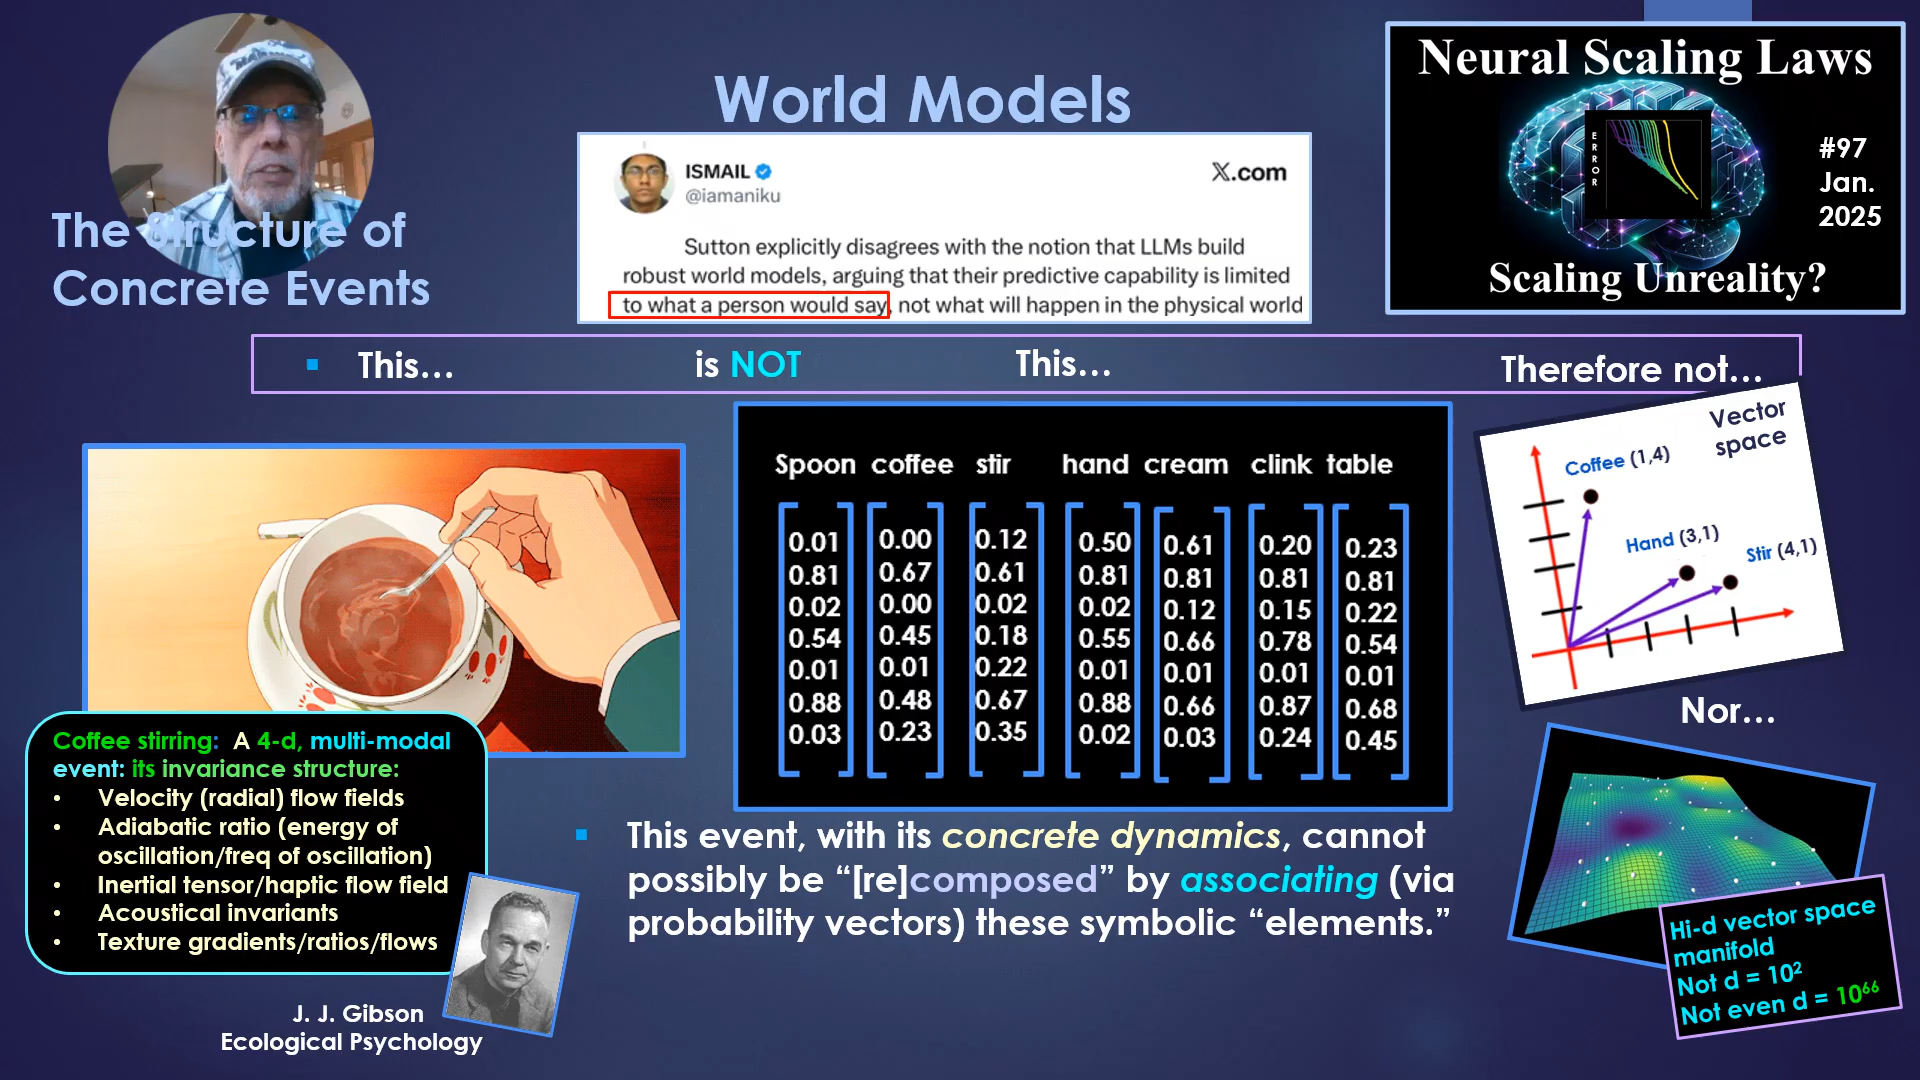 World Models
The Structure of
Concrete Events
ISMAIL
@iamaniku
X.com
Sutton explicitly disagrees with the notion that LLMs build
robust world models, arguing that their predictive capability is limited
to what a person would say, not what will happen in the physical world
Neural Scaling Laws
ERROR
#97
Jan.
2025
Scaling Unreality?
▪ This… is NOT This… Therefore not…
Spoon coffee stir hand cream clink table
0.01 0.00 0.12 0.50 0.61 0.20 0.23
0.81 0.67 0.61 0.81 0.81 0.81 0.81
0.02 0.00 0.02 0.02 0.12 0.15 0.22
0.54 0.45 0.18 0.55 0.66 0.78 0.54
0.01 0.01 0.22 0.01 0.01 0.01 0.01
0.88 0.48 0.67 0.88 0.66 0.87 0.68
0.03 0.23 0.35 0.02 0.03 0.24 0.45
Vector
space
Coffee (1,4)
Hand (3,1)
Stir (4,1)
Nor…
Hi-d vector space
manifold
Not d = 10²
Not even d = 10⁶⁶
Coffee stirring: A 4-d, multi-modal
event: its invariance structure:
• Velocity (radial) flow fields
• Adiabatic ratio (energy of
oscillation/freq of oscillation)
• Inertial tensor/haptic flow field
• Acoustical invariants
• Texture gradients/ratios/flows
J. J. Gibson
Ecological Psychology
▪ This event, with its concrete dynamics, cannot
possibly be “[re]composed” by associating (via
probability vectors) these symbolic “elements.”